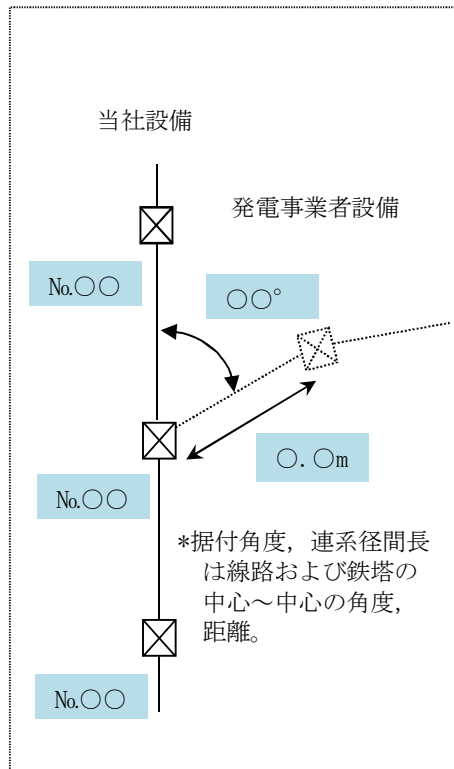 当社設備
発電事業者設備
№○○
○○°
○．○m
№○○
*据付角度，連系径間長
は線路および鉄塔の
中心～中心の角度，
距離。
№○○